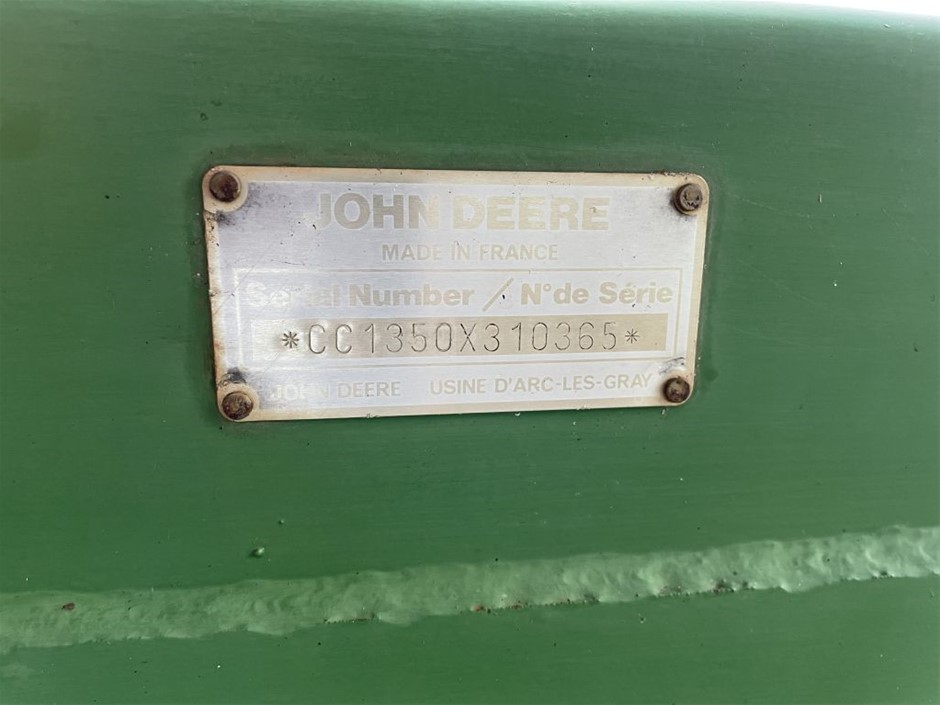 JOHN DEERE
MADE IN FRANCE
Serial Number / N°de Série
*CC1350X310365*
JOHN DEERE USINE D'ARC-LES-GRAY